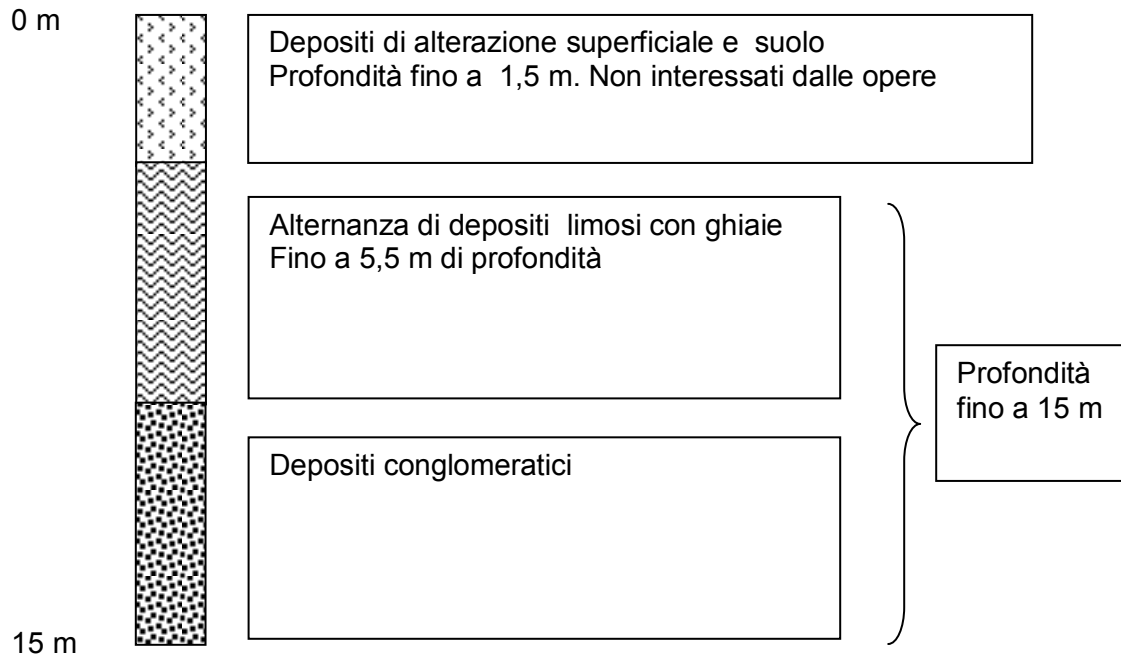 0 m
Depositi di alterazione superficiale e suolo
Profondità fino a 1,5 m. Non interessati dalle opere
Alternanza di depositi limosi con ghiaie
Fino a 5,5 m di profondità
Profondità
fino a 15 m
Depositi conglomeratici
15 m